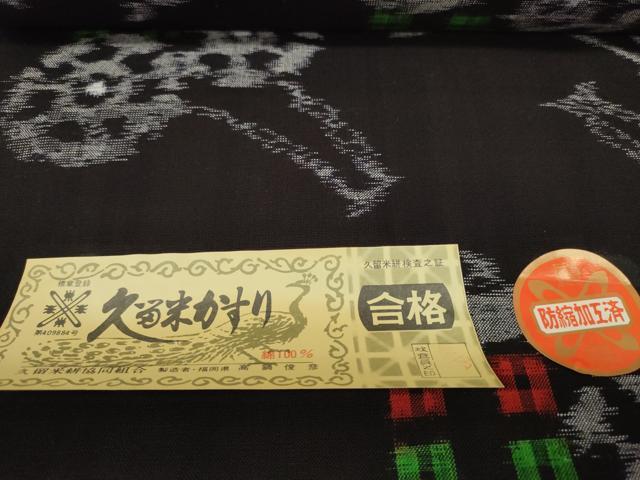 標章登録
第409884号
久留米かすり
綿100%
久留米絣協同組合
製造者・福岡県
久留米絣検査之証
合格
防縮加工済